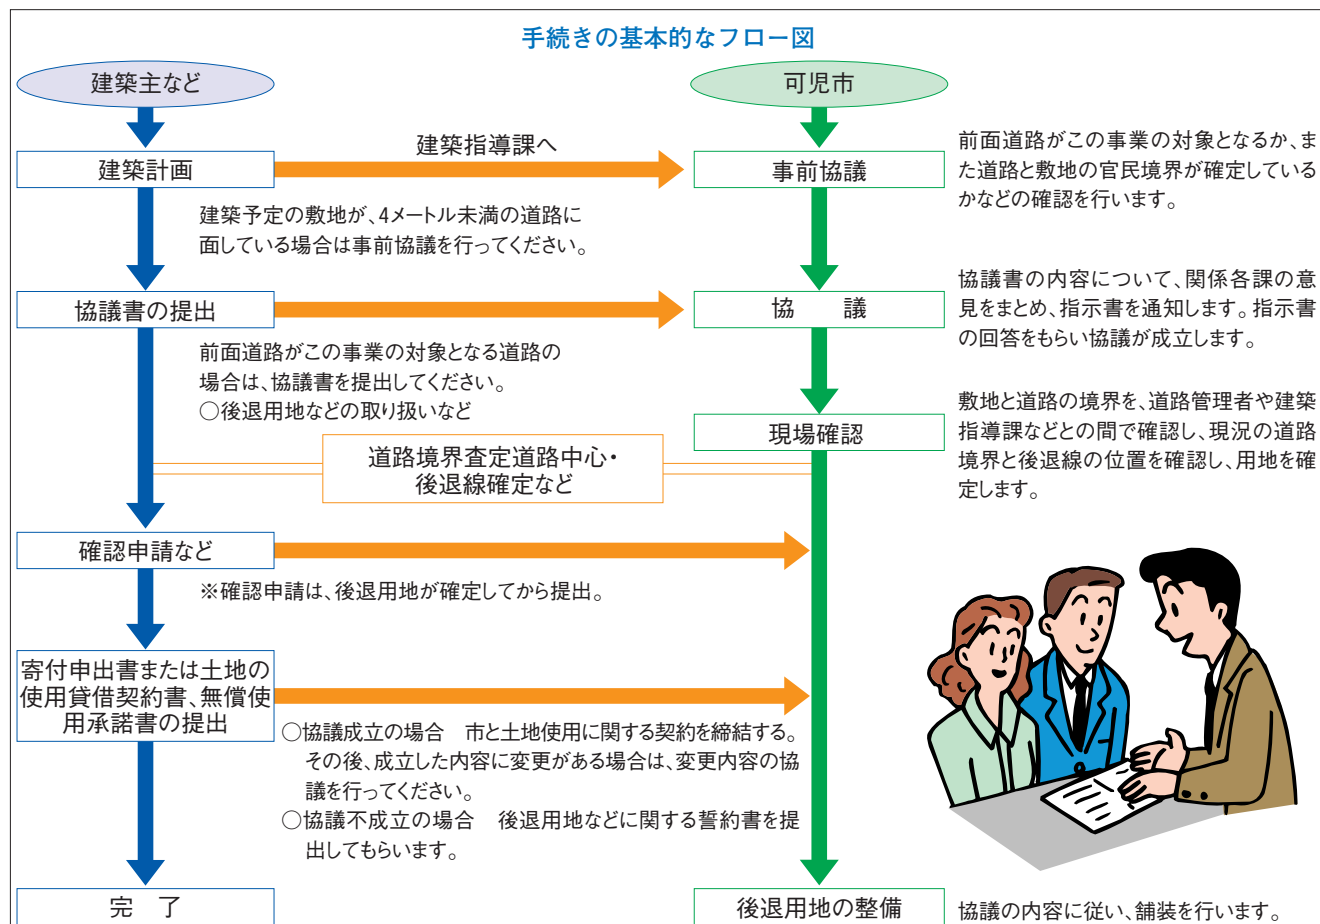 手続きの基本的なフロー図
建築主など
可児市
建築計画
建築指導課へ
事前協議
前面道路がこの事業の対象となるか、ま
た道路と敷地の官民境界が確定している
かなどの確認を行います。
建築予定の敷地が、4メートル未満の道路に
面している場合は事前協議を行ってください。
協議書の提出
協　議
協議書の内容について、関係各課の意
見をまとめ、指示書を通知します。指示書
の回答をもらい協議が成立します。
前面道路がこの事業の対象となる道路の
場合は、協議書を提出してください。
○後退用地などの取り扱いなど
現場確認
敷地と道路の境界を、道路管理者や建築
指導課などとの間で確認し、現況の道路
境界と後退線の位置を確認し、用地を確
定します。
道路境界査定道路中心・
後退線確定など
確認申請など
※確認申請は、後退用地が確定してから提出。
寄付申出書または土地の
使用貸借契約書、無償使
用承諾書の提出
○協議成立の場合　市と土地使用に関する契約を締結する。
その後、成立した内容に変更がある場合は、変更内容の協
議を行ってください。
○協議不成立の場合　後退用地などに関する誓約書を提
出してもらいます。
完　了
後退用地の整備
協議の内容に従い、舗装を行います。